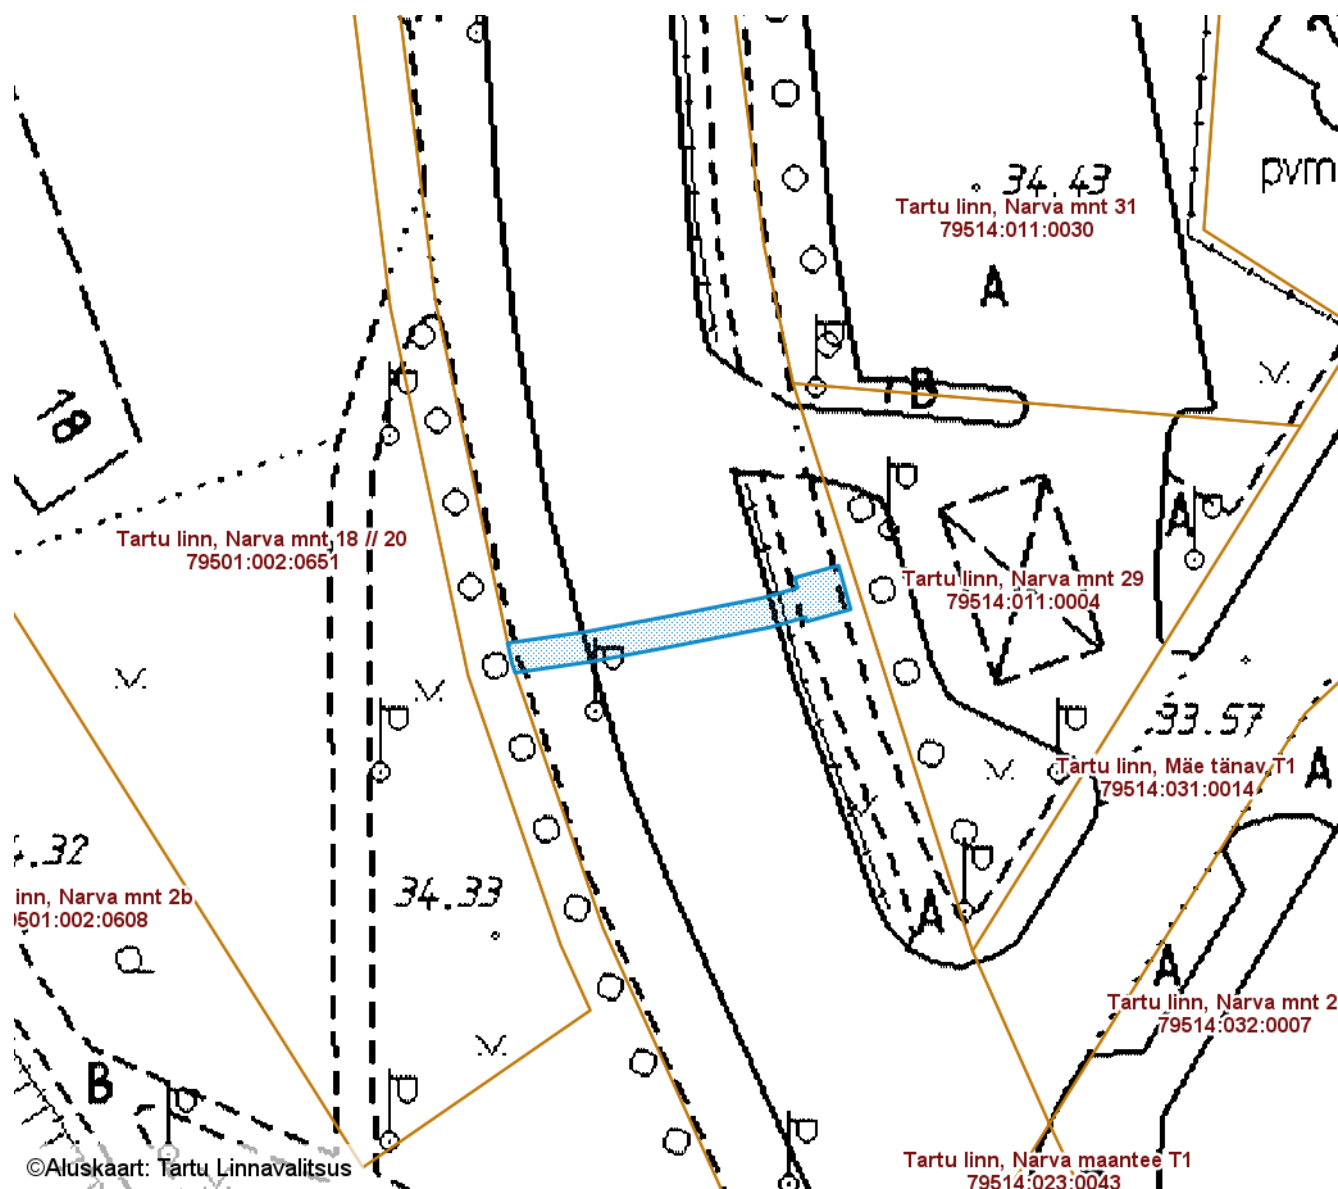 pvm
34.43
Tartu linn, Narva mnt 31
79514:011:0030
A
B
18
A
Tartu linn, Narva mnt 18 // 20
79501:002:0651
Tartu linn, Narva mnt 29
79514:011:0004
33.57
Tartu linn, Mäe tänav T1
79514:031:0014
A
4.32
34.33
inn, Narva mnt 2b
9501:002:0608
A
A
Tartu linn, Narva mnt 2
79514:032:0007
B
©Aluskaart: Tartu Linnavalitsus
Tartu linn, Narva maantee T1
79514:023:0043